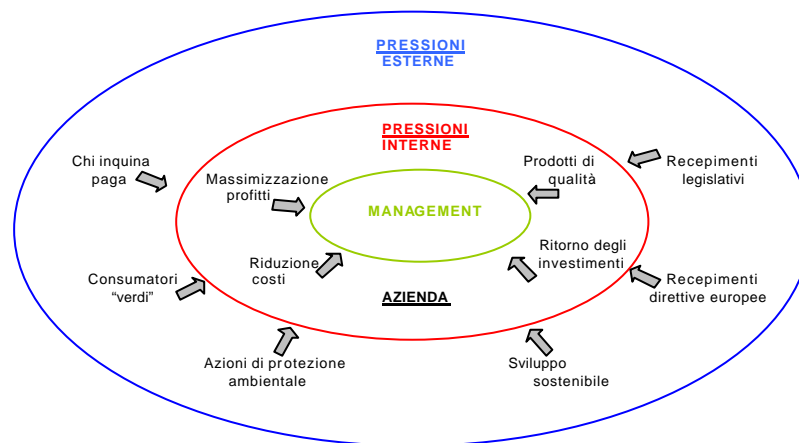 PRESSIONI
ESTERNE
PRESSIONI
INTERNE
Chi inquina
paga
Massimizzazione
profitti
MANAGEMENT
Prodotti di
qualità
Recepimenti
legislativi
Consumatori
“verdi”
Riduzione
costi
AZIENDA
Ritorno degli
investimenti
Recepimenti
direttive europee
Azioni di protezione
ambientale
Sviluppo
sostenibile